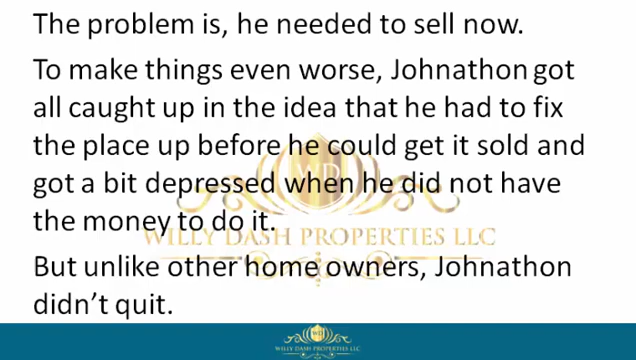 The problem is, he needed to sell now.
To make things even worse, Johnathon got
all caught up in the idea that he had to fix
the place up before he could get it sold and
got a bit depressed when he did not have
the money to do it.
WILLY DASH PROPERTIES LLC
But unlike other home owners, Johnathon
didn’t quit.
WILLY DASH PROPERTIES LLC